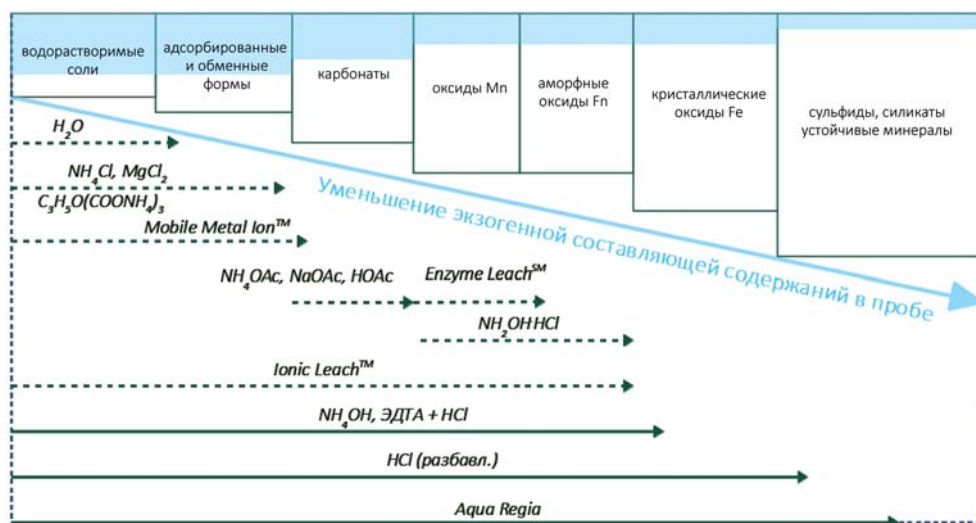 водорастворимые
соли
адсорбированные
и обменные
формы
карбонаты
оксиды Mn
аморфные
оксиды Fn
кристаллические
оксиды Fe
сульфиды, силикаты
устойчивые минералы
H₂O
NH₄Cl, MgCl₂
C₃H₅O(COONH₄)₃
Mobile Metal Ion™
Уменьшение экзогенной составляющей содержаний в пробе
NH₄OAc, NaOAc, HOAc
Enzyme Leach℠
NH₂OHHCl
Ionic Leach™
NH₄OH, ЭДТА + HCl
HCl (разбавл.)
Aqua Regia